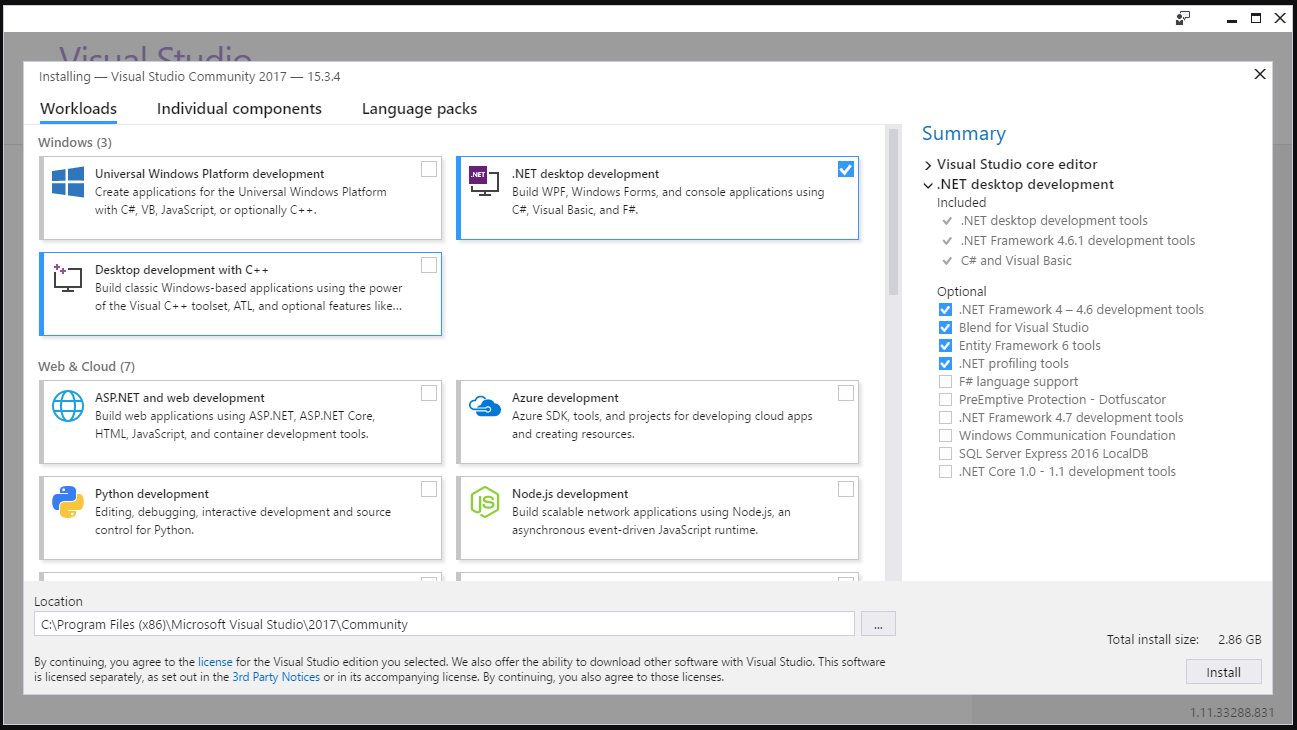 Visual Studio
Installing — Visual Studio Community 2017 — 15.3.4
Workloads
Individual components
Language packs
Windows (3)
Universal Windows Platform development
Create applications for the Universal Windows Platform
with C#, VB, JavaScript, or optionally C++.
.NET
.NET desktop development
Build WPF, Windows Forms, and console applications using
C#, Visual Basic, and F#.
Desktop development with C++
Build classic Windows-based applications using the power
of the Visual C++ toolset, ATL, and optional features like...
Web & Cloud (7)
ASP.NET and web development
Build web applications using ASP.NET, ASP.NET Core,
HTML, JavaScript, and container development tools.
Azure development
Azure SDK, tools, and projects for developing cloud apps
and creating resources.
Python development
Editing, debugging, interactive development and source
control for Python.
JS
Node.js development
Build scalable network applications using Node.js, an
asynchronous event-driven JavaScript runtime.
Summary
Visual Studio core editor
.NET desktop development
Included
.NET desktop development tools
.NET Framework 4.6.1 development tools
C# and Visual Basic
Optional
.NET Framework 4 – 4.6 development tools
Blend for Visual Studio
Entity Framework 6 tools
.NET profiling tools
F# language support
PreEmptive Protection - Dotfuscator
.NET Framework 4.7 development tools
Windows Communication Foundation
SQL Server Express 2016 LocalDB
.NET Core 1.0 - 1.1 development tools
Location
C:\Program Files (x86)\Microsoft Visual Studio\2017\Community
...
By continuing, you agree to the license for the Visual Studio edition you selected. We also offer the ability to download other software with Visual Studio. This software
is licensed separately, as set out in the 3rd Party Notices or in its accompanying license. By continuing, you also agree to those licenses.
Total install size: 2.86 GB
Install
1.11.33288.831